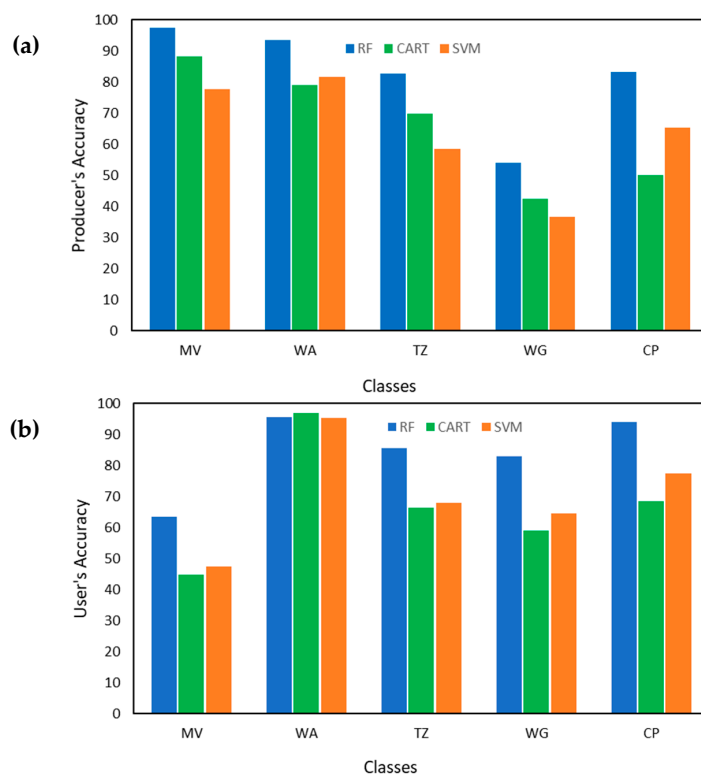 (a)
Producer's Accuracy
100
90
80
70
60
50
40
30
20
10
0
RF CART SVM
MV WA TZ WG CP
Classes
(b)
User's Accuracy
100
90
80
70
60
50
40
30
20
10
0
RF CART SVM
MV WA TZ WG CP
Classes